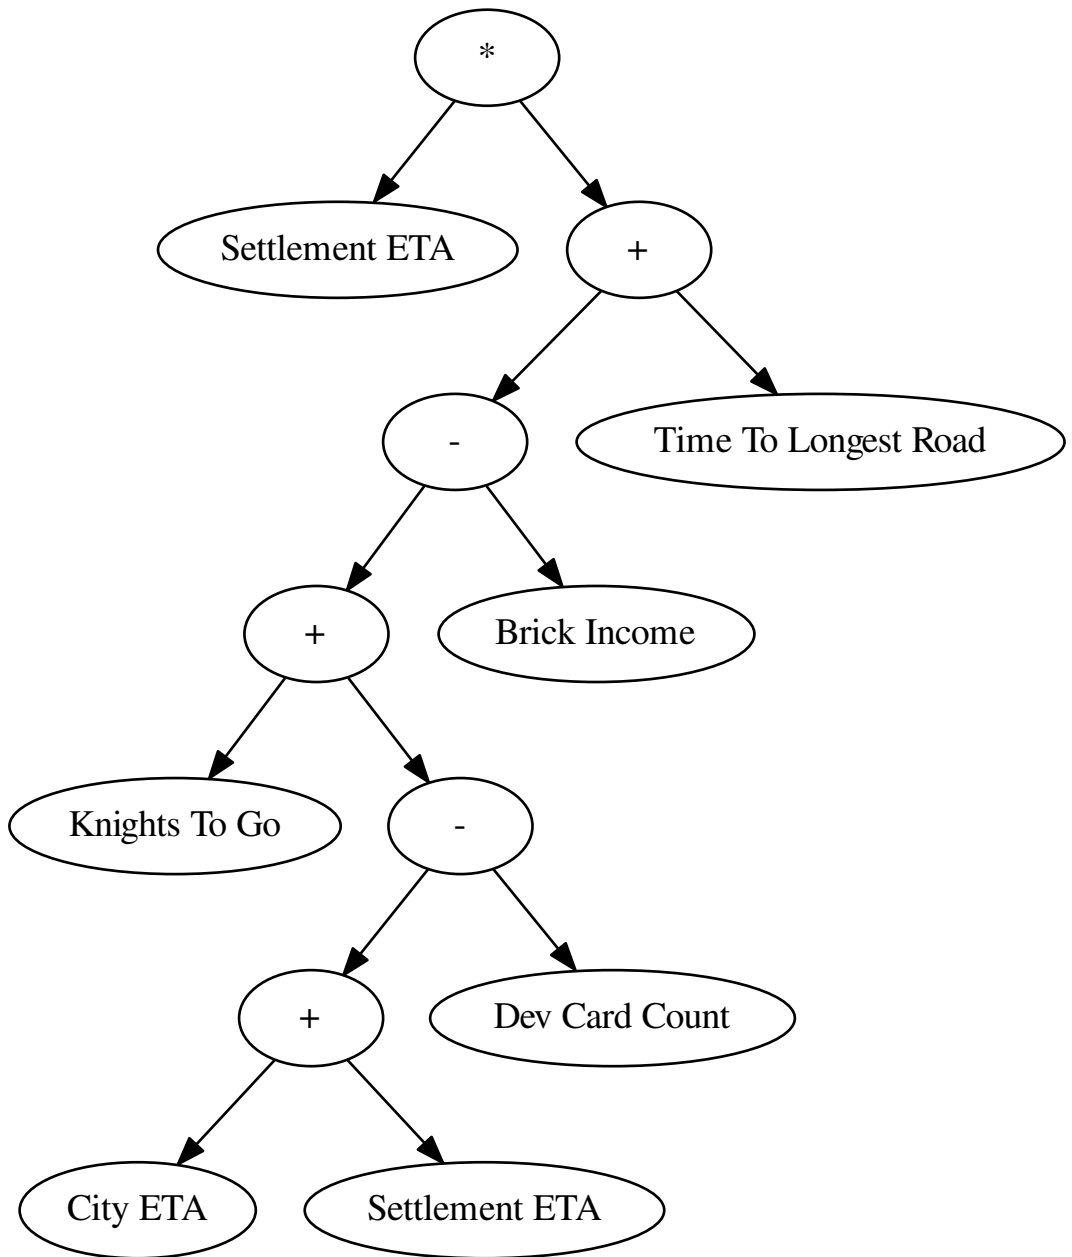 *
Settlement ETA
+
-
Time To Longest Road
+
Brick Income
Knights To Go
-
+
Dev Card Count
City ETA
Settlement ETA